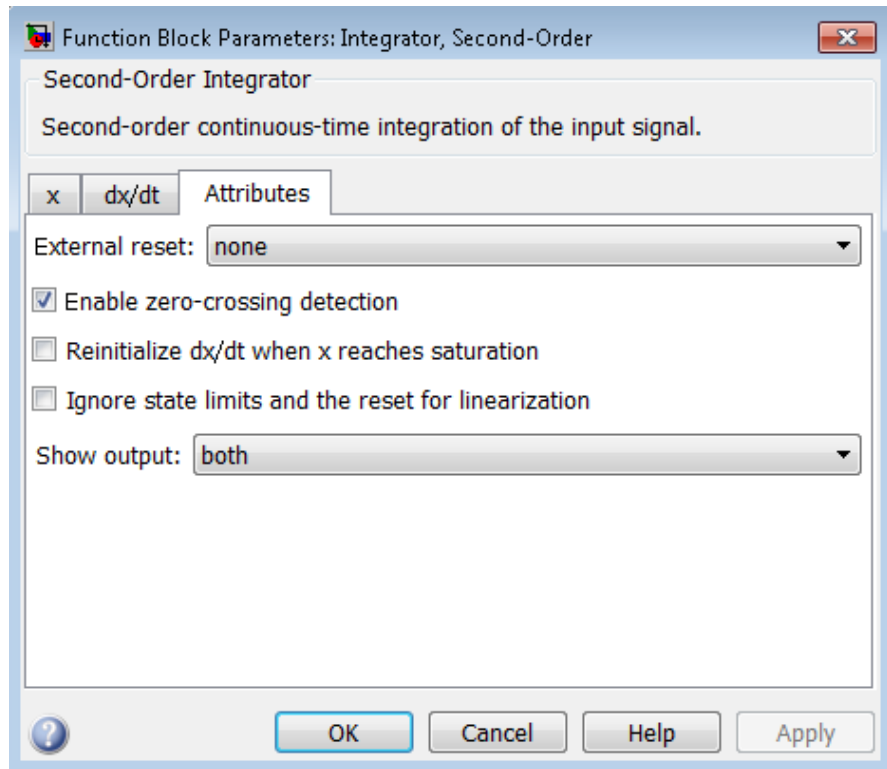 Function Block Parameters: Integrator, Second-Order
Second-Order Integrator
Second-order continuous-time integration of the input signal.
x dx/dt Attributes
External reset: none
Enable zero-crossing detection
Reinitialize dx/dt when x reaches saturation
Ignore state limits and the reset for linearization
Show output: both
? OK Cancel Help Apply